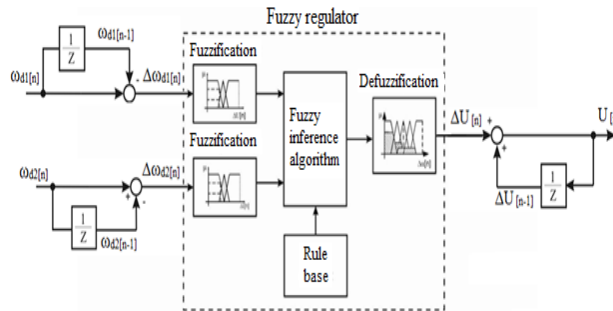 Fuzzy regulator
ωd1[n-1]
1
Z
ωd1[n]
-
Δωd1[n]
Fuzzification
Fuzzy
inference
algorithm
Defuzzification
ΔU[n]
+
+
U[
Fuzzification
ωd2[n]
+
-
Δωd2[n]
1
Z
ωd2[n-1]
ΔU[n-1]
1
Z
Rule
base